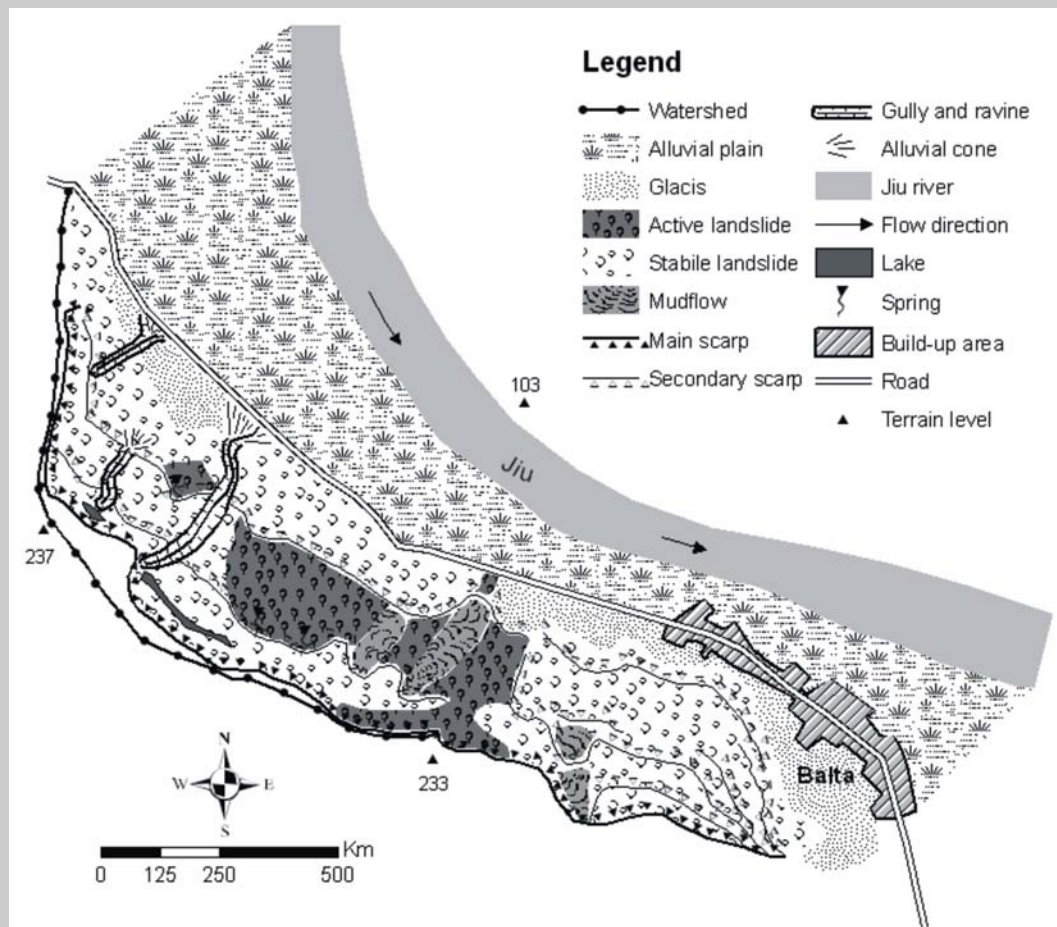 Legend
Watershed
Alluvial plain
Glacis
Active landslide
Stabile landslide
Mudflow
Main scarp
Secondary scarp
Gully and ravine
Alluvial cone
Jiu river
Flow direction
Lake
Spring
Build-up area
Road
Terrain level
103
Jiu
237
233
Balta
N
W E
S
Km
0 125 250 500